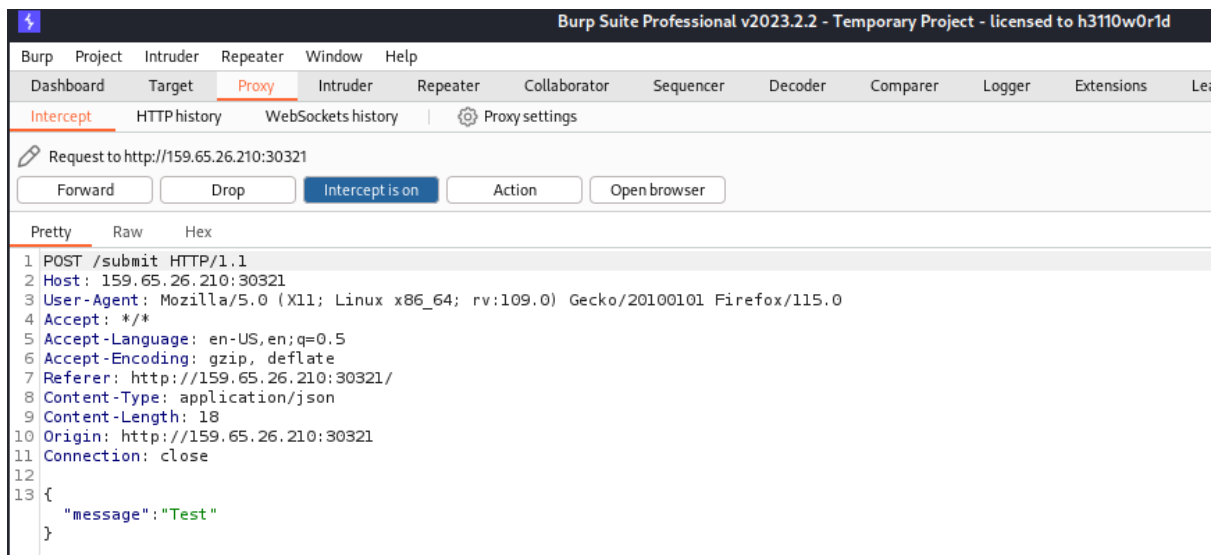 Burp Suite Professional v2023.2.2 - Temporary Project - licensed to h3110w0r1d
Burp Project Intruder Repeater Window Help
Dashboard Target Proxy Intruder Repeater Collaborator Sequencer Decoder Comparer Logger Extensions
Intercept HTTP history WebSockets history Proxy settings
Request to http://159.65.26.210:30321
Forward Drop Intercept is on Action Open browser
Pretty Raw Hex
1 POST /submit HTTP/1.1
2 Host: 159.65.26.210:30321
3 User-Agent: Mozilla/5.0 (X11; Linux x86_64; rv:109.0) Gecko/20100101 Firefox/115.0
4 Accept: */*
5 Accept-Language: en-US,en;q=0.5
6 Accept-Encoding: gzip, deflate
7 Referer: http://159.65.26.210:30321/
8 Content-Type: application/json
9 Content-Length: 18
10 Origin: http://159.65.26.210:30321
11 Connection: close
12
13 {
"message":"Test"
}